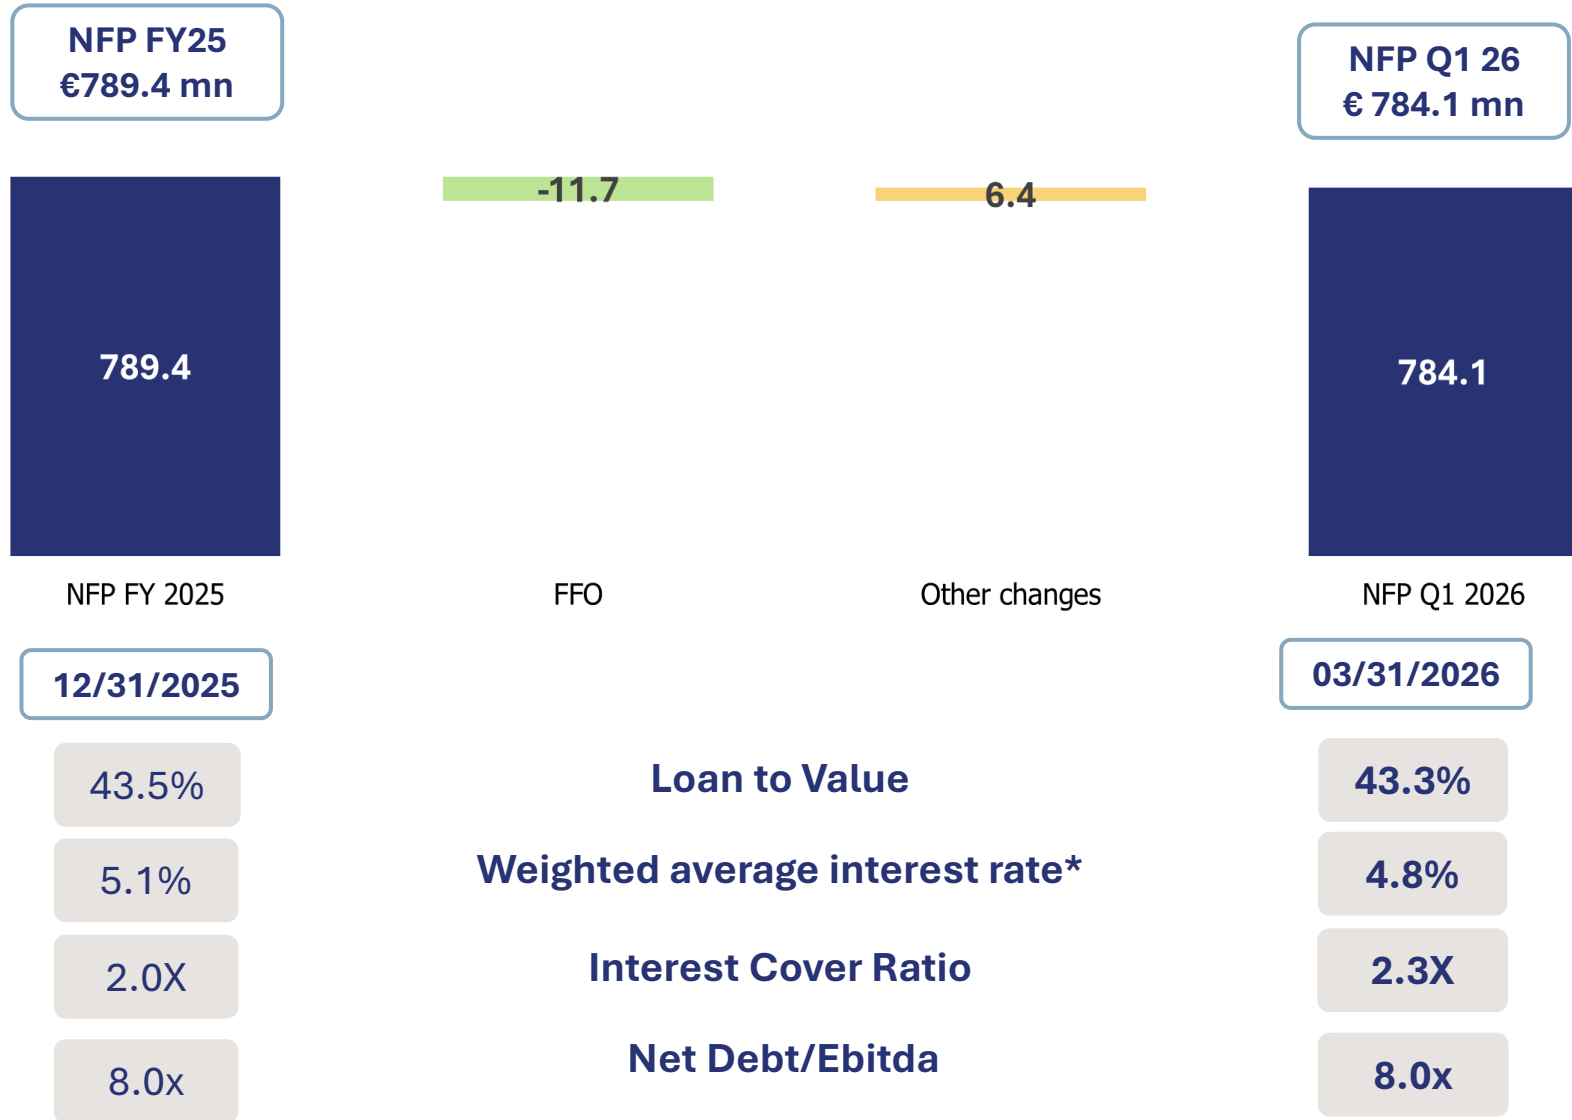 NFP FY25
€789.4 mn
NFP Q1 26
€ 784.1 mn
-11.7
6.4
789.4
784.1
NFP FY 2025
FFO
Other changes
NFP Q1 2026
12/31/2025
03/31/2026
43.5%
Loan to Value
43.3%
5.1%
Weighted average interest rate*
4.8%
2.0X
Interest Cover Ratio
2.3X
8.0x
Net Debt/Ebitda
8.0x